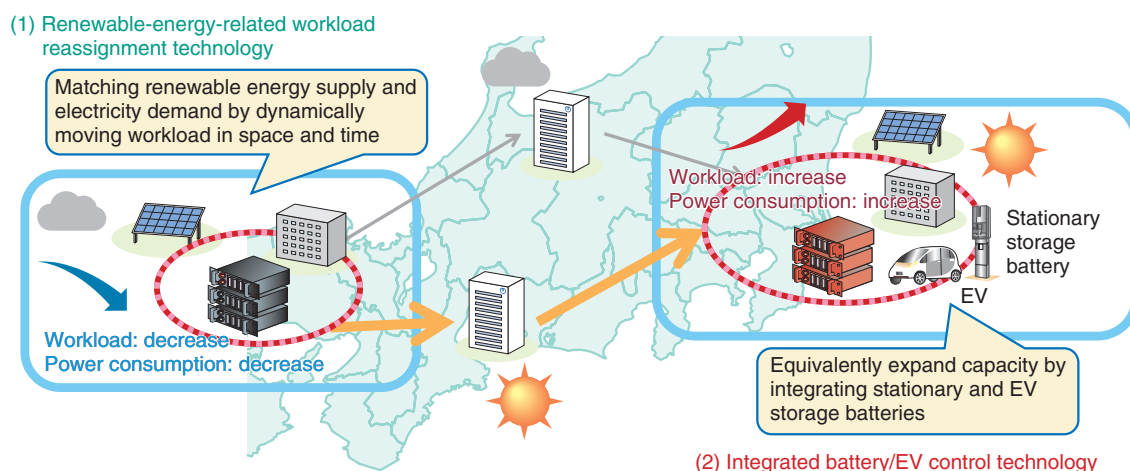 (1) Renewable-energy-related workload
reassignment technology
Matching renewable energy supply and
electricity demand by dynamically
moving workload in space and time
Workload: increase
Power consumption: increase
Stationary
storage
battery
EV
Workload: decrease
Power consumption: decrease
Equivalently expand capacity by
integrating stationary and EV
storage batteries
(2) Integrated battery/EV control technology